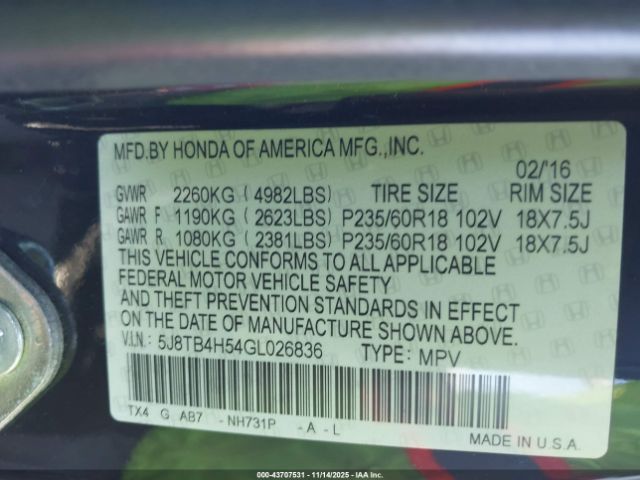 MFD.BY HONDA OF AMERICA MFG.,INC.
02/'16
GVWR 2260KG (4982LBS) TIRE SIZE RIM SIZE
GAWR F 1190KG (2623LBS) P235/60R18 102V 18X7.5J
GAWR R 1080KG (2381LBS) P235/60R18 102V 18X7.5J
THIS VEHICLE CONFORMS TO ALL APPLICABLE
FEDERAL MOTOR VEHICLE SAFETY
AND THEFT PREVENTION STANDARDS IN EFFECT
ON THE DATE OF MANUFACTURE SHOWN ABOVE.
V.I.N.: 5J8TB4H54GL026836 TYPE: MPV
TX4 G AB7 - NH731P - A - L
MADE IN U.S.A.
000-43707531 - 11/14/2025 - IAAI.COM